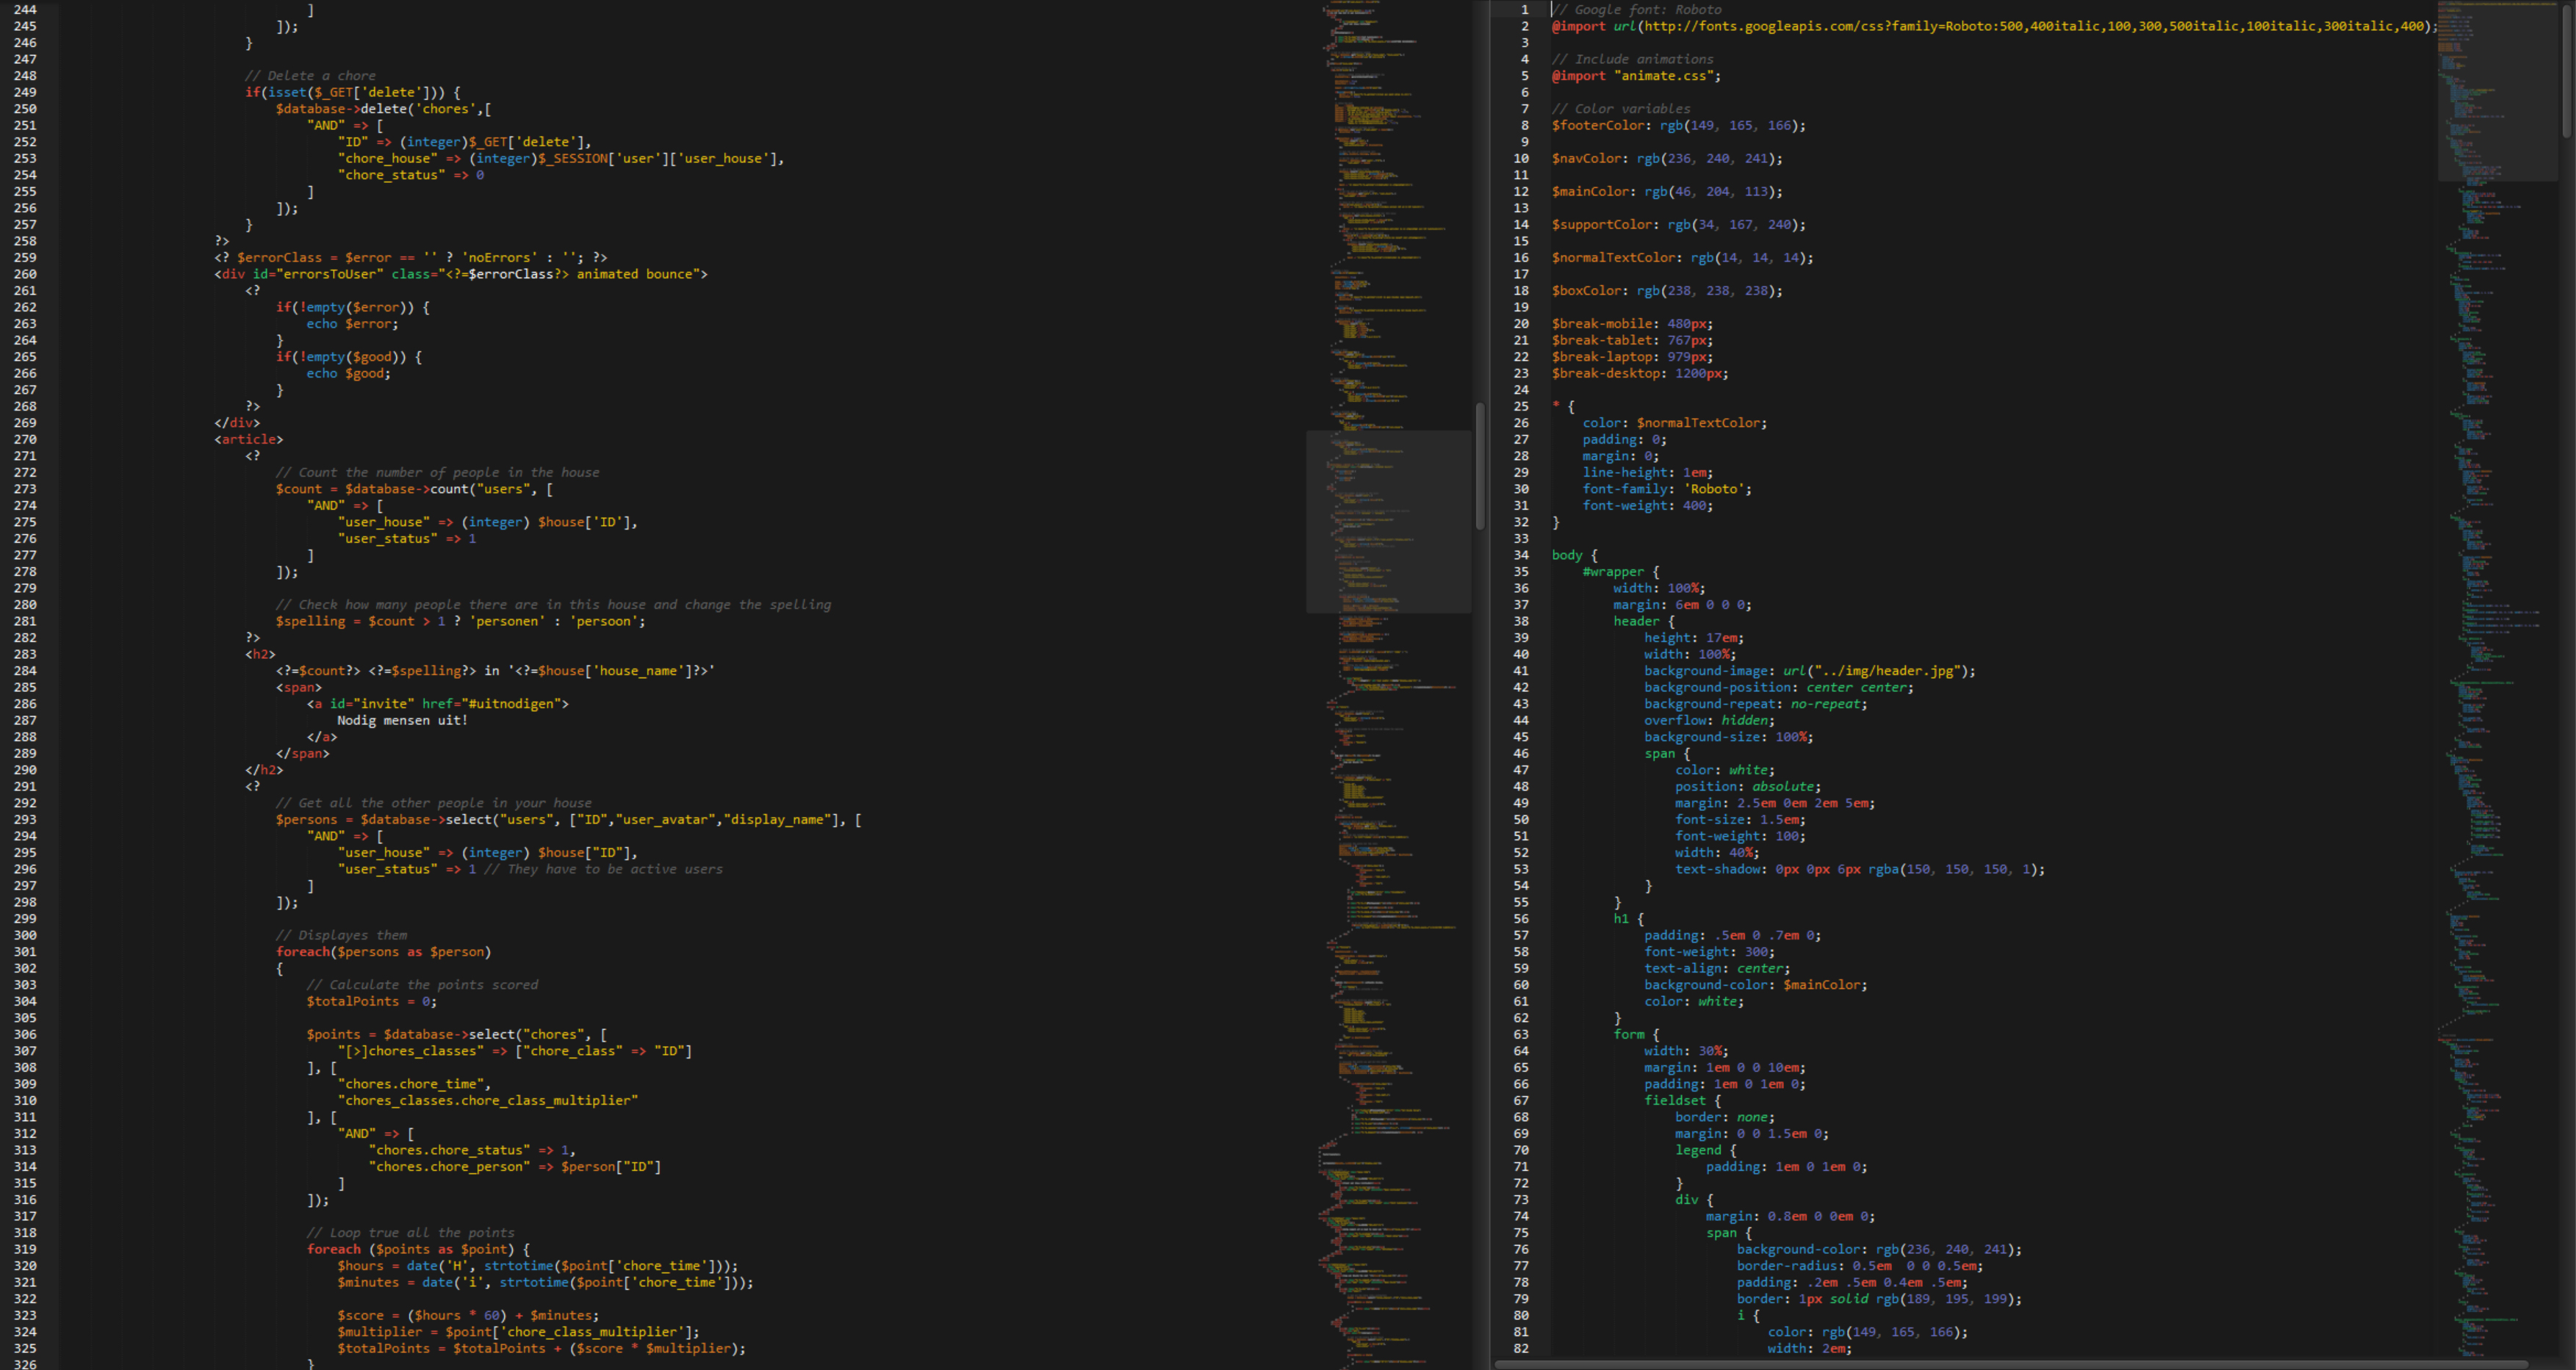 244 ]
245 ]);
246 }
247
248 // Delete a chore
249 if(isset($_GET['delete'])) {
250 $database->delete('chores',[
251 "AND" => [
252 "ID" => (integer)$_GET['delete'],
253 "chore_house" => (integer)$_SESSION['user']['user_house'],
254 "chore_status" => 0
255 ]
256 ]);
257 }
258 ?>
259 <? $errorClass = $error == '' ? 'noErrors' : ''; ?>
260 <div id="errorsToUser" class="<?=$errorClass?> animated bounce">
261 <?
262 if(!empty($error)) {
263 echo $error;
264 }
265 if(!empty($good)) {
266 echo $good;
267 }
268 ?>
269 </div>
270 <article>
271 <?
272 // Count the number of people in the house
273 $count = $database->count("users", [
274 "AND" => [
275 "user_house" => (integer) $house['ID'],
276 "user_status" => 1
277 ]
278 ]);
279
280 // Check how many people there are in this house and change the spelling
281 $spelling = $count > 1 ? 'personen' : 'persoon';
282 ?>
283 <h2>
284 <?=$count?> <?=$spelling?> in '<?=$house['house_name']?>'
285 <span>
286 <a id="invite" href="#uitnodigen">
287 Nodig mensen uit!
288 </a>
289 </span>
290 </h2>
291 <?
292 // Get all the other people in your house
293 $persons = $database->select("users", ["ID","user_avatar","display_name"], [
294 "AND" => [
295 "user_house" => (integer) $house["ID"],
296 "user_status" => 1 // They have to be active users
297 ]
298 ]);
299
300 // Displayes them
301 foreach($persons as $person)
302 {
303 // Calculate the points scored
304 $totalPoints = 0;
305
306 $points = $database->select("chores", [
307 "[>]chores_classes" => ["chore_class" => "ID"]
308 ], [
309 "chores.chore_time",
310 "chores_classes.chore_class_multiplier"
311 ], [
312 "AND" => [
313 "chores.chore_status" => 1,
314 "chores.chore_person" => $person["ID"]
315 ]
316 ]);
317
318 // Loop true all the points
319 foreach ($points as $point) {
320 $hours = date('H', strtotime($point['chore_time']));
321 $minutes = date('i', strtotime($point['chore_time']));
322
323 $score = ($hours * 60) + $minutes;
324 $multiplier = $point['chore_class_multiplier'];
325 $totalPoints = $totalPoints + ($score * $multiplier);
326 }
1 // Google font: Roboto
2 @import url(http://fonts.googleapis.com/css?family=Roboto:500,400italic,100,300,500italic,100italic,300italic,400);
3
4 // Include animations
5 @import "animate.css";
6
7 // Color variables
8 $footerColor: rgb(149, 165, 166);
9
10 $navColor: rgb(236, 240, 241);
11
12 $mainColor: rgb(46, 204, 113);
13
14 $supportColor: rgb(34, 167, 240);
15
16 $normalTextColor: rgb(14, 14, 14);
17
18 $boxColor: rgb(238, 238, 238);
19
20 $break-mobile: 480px;
21 $break-tablet: 767px;
22 $break-laptop: 979px;
23 $break-desktop: 1200px;
24
25 * {
26 color: $normalTextColor;
27 padding: 0;
28 margin: 0;
29 line-height: 1em;
30 font-family: 'Roboto';
31 font-weight: 400;
32 }
33
34 body {
35 #wrapper {
36 width: 100%;
37 margin: 6em 0 0 0;
38 header {
39 height: 17em;
40 width: 100%;
41 background-image: url("../img/header.jpg");
42 background-position: center center;
43 background-repeat: no-repeat;
44 overflow: hidden;
45 background-size: 100%;
46 span {
47 color: white;
48 position: absolute;
49 margin: 2.5em 0em 2em 5em;
50 font-size: 1.5em;
51 font-weight: 100;
52 width: 40%;
53 text-shadow: 0px 0px 6px rgba(150, 150, 150, 1);
54 }
55 }
56 h1 {
57 padding: .5em 0 .7em 0;
58 font-weight: 300;
59 text-align: center;
60 background-color: $mainColor;
61 color: white;
62 }
63 form {
64 width: 30%;
65 margin: 1em 0 0 10em;
66 padding: 1em 0 1em 0;
67 fieldset {
68 border: none;
69 margin: 0 0 1.5em 0;
70 legend {
71 padding: 1em 0 1em 0;
72 }
73 div {
74 margin: 0.8em 0 0em 0;
75 span {
76 background-color: rgb(236, 240, 241);
77 border-radius: 0.5em  0 0 0.5em;
78 padding: .2em .5em 0.4em .5em;
79 border: 1px solid rgb(189, 195, 199);
80 i {
81 color: rgb(149, 165, 166);
82 width: 2em;